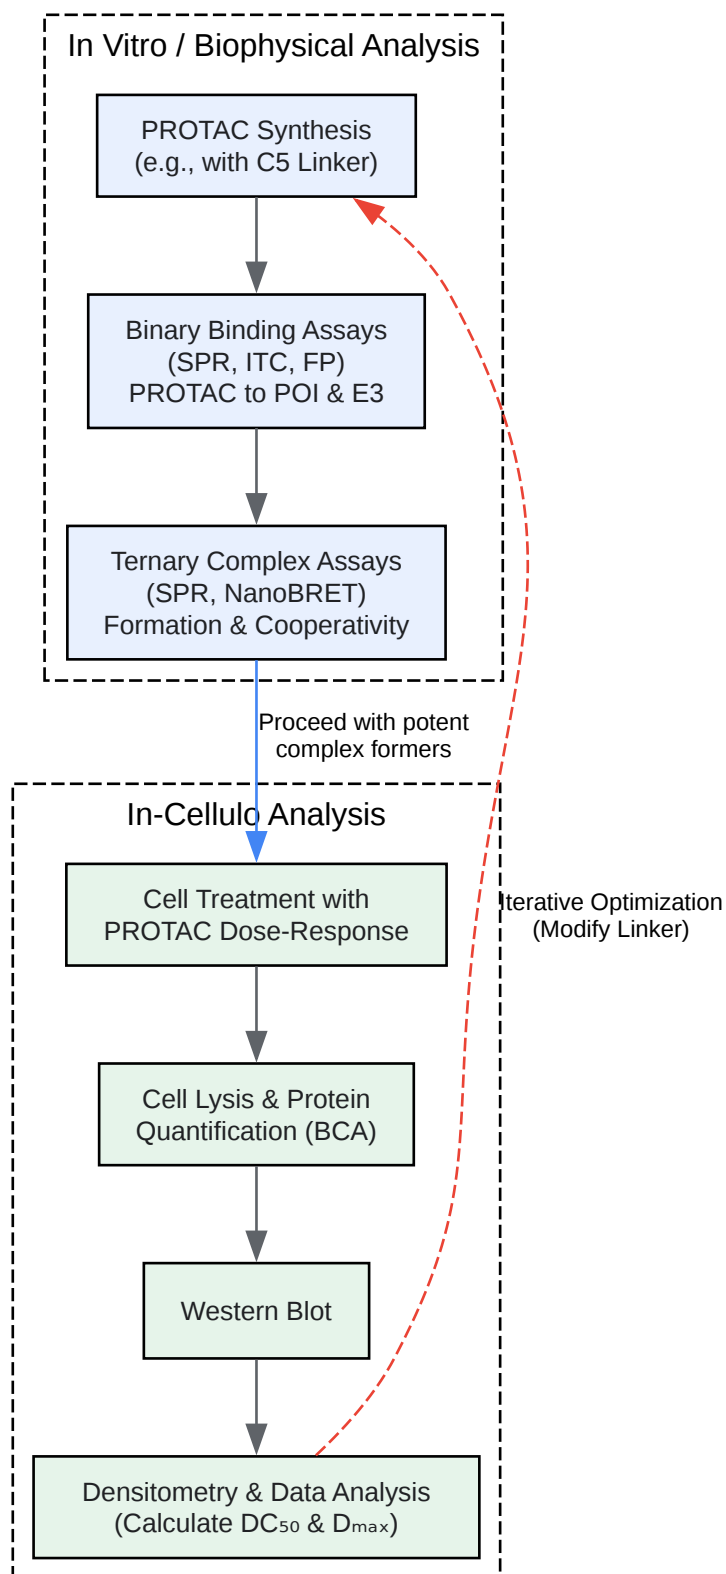 In Vitro / Biophysical Analysis
PROTAC Synthesis
(e.g., with C5 Linker)
Binary Binding Assays
(SPR, ITC, FP)
PROTAC to POI & E3
Ternary Complex Assays
(SPR, NanoBRET)
Formation & Cooperativity
Proceed with potent
complex formers
In-Cellulo Analysis
Cell Treatment with
PROTAC Dose-Response
Iterative Optimization
(Modify Linker)
Cell Lysis & Protein
Quantification (BCA)
Western Blot
Densitometry & Data Analysis
(Calculate DC₅₀ & Dₘₐₓ)